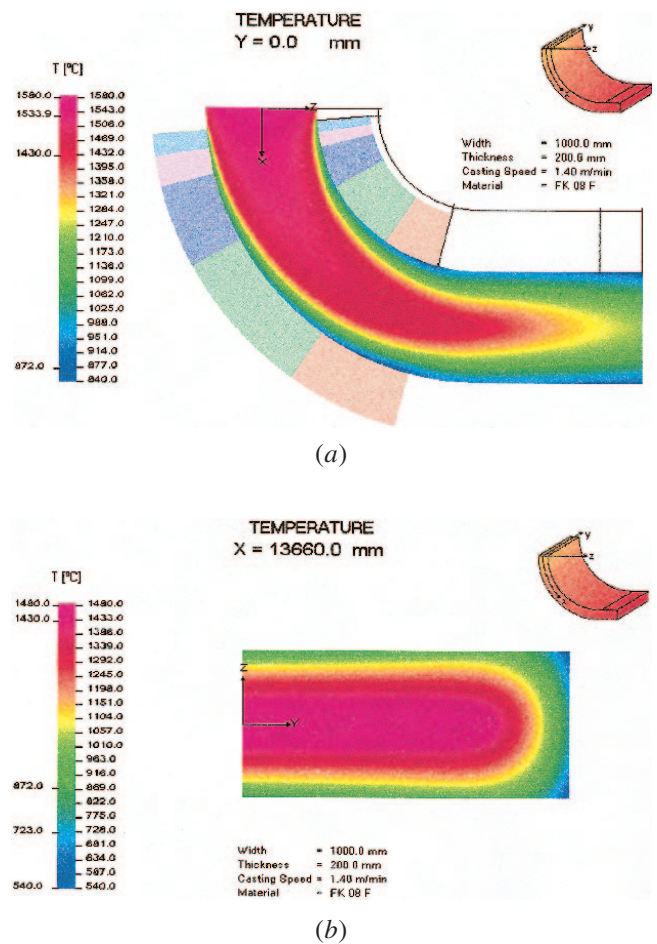 TEMPERATURE
Y = 0.0 mm
T [°C]
1580.0 1580.0
1533.9 1543.0
1506.0
1469.0
1430.0 1432.0
1395.0
1358.0
1321.0
1284.0
1247.0
1210.0
1173.0
1136.0
1099.0
1062.0
1025.0
988.0
951.0
914.0
872.0 877.0
840.0
y
z
x
Z
X
Width = 1000.0 mm
Thickness = 200.6 mm
Casting Speed = 1.40 m/min
Material = FK 08 F
(a)
TEMPERATURE
X = 13660.0 mm
T [°C]
1480.0 1480.0
1430.0 1433.0
1386.0
1339.0
1292.0
1245.0
1198.0
1151.0
1104.0
1057.0
1010.0
963.0
916.0
872.0 869.0
822.0
775.0
723.0 728.0
681.0
634.0
587.0
540.0 540.0
y
z
x
Z
Y
Width = 1000.0 mm
Thickness = 200.0 mm
Casting Speed = 1.40 m/min
Material = FK 08 F
(b)